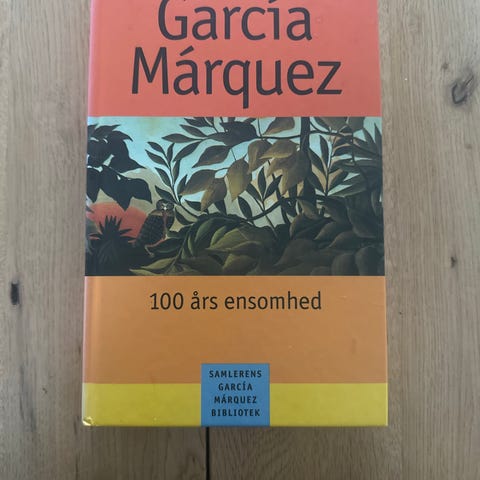 García
Márquez
100 års ensomhed
SAMLERENS
GARCÍA
MÁRQUEZ
BIBLIOTEK